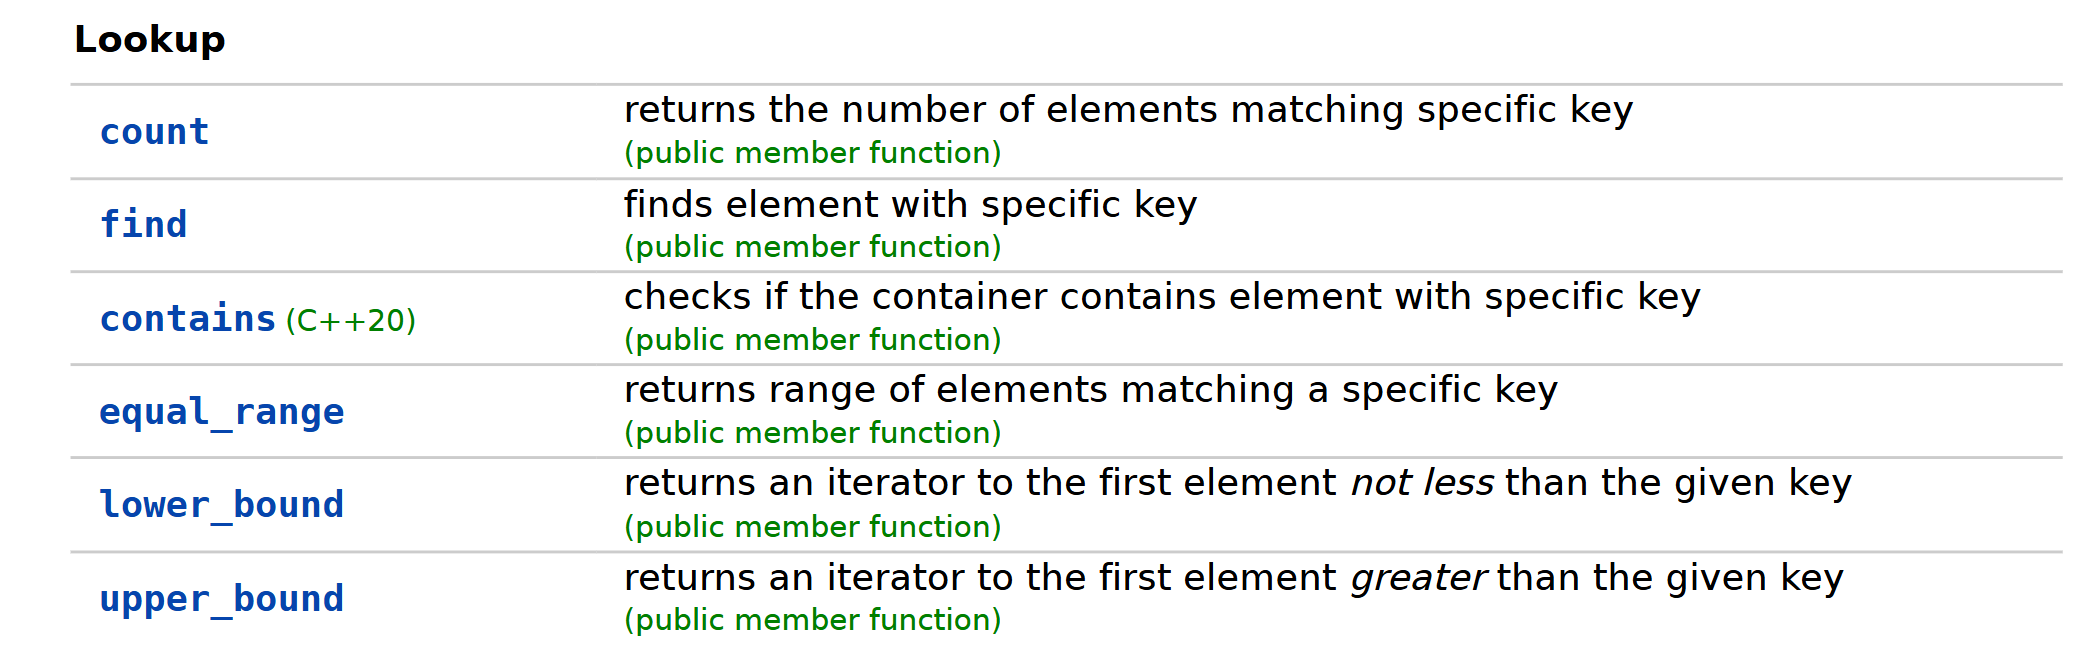 Lookup
count
returns the number of elements matching specific key
(public member function)
find
finds element with specific key
(public member function)
contains (C++20)
checks if the container contains element with specific key
(public member function)
equal_range
returns range of elements matching a specific key
(public member function)
lower_bound
returns an iterator to the first element not less than the given key
(public member function)
upper_bound
returns an iterator to the first element greater than the given key
(public member function)